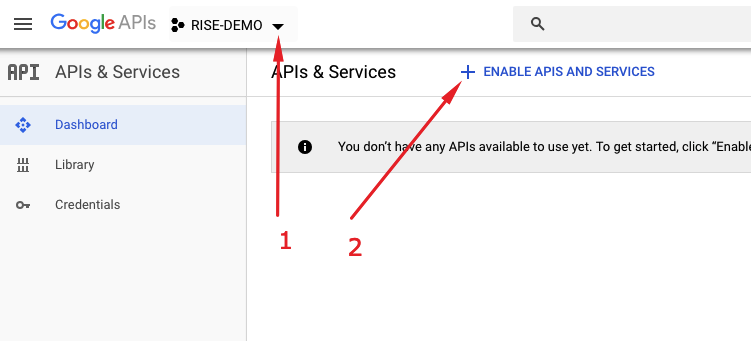 Google APIs RISE-DEMO
API APIs & Services
APIs & Services
ENABLE APIS AND SERVICES
Dashboard
Library
Credentials
You don't have any APIs available to use yet. To get started, click “Enable
1
2